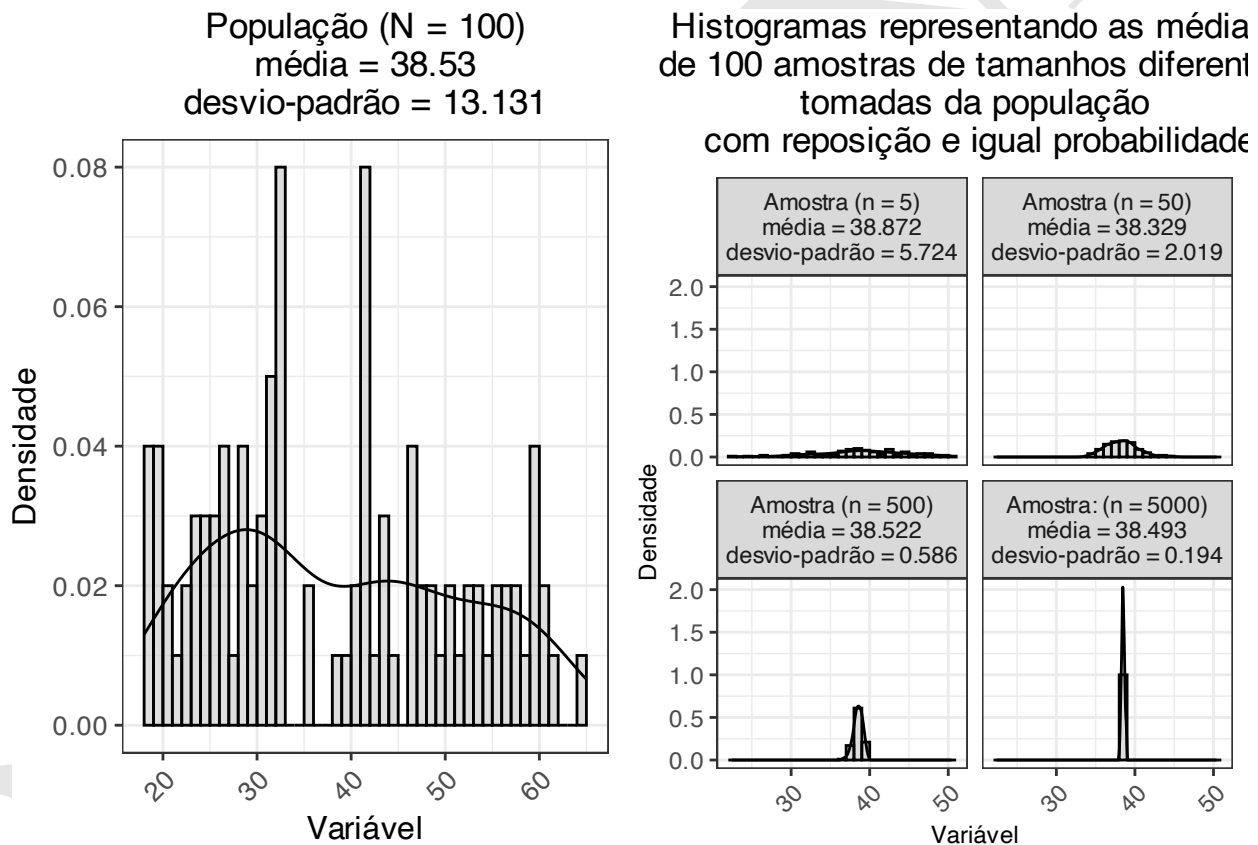 População (N = 100)
média = 38.53
desvio-padrão = 13.131
Densidade
0.08
0.06
0.04
0.02
0.00
20
30
40
50
60
Variável
Histogramas representando as média
de 100 amostras de tamanhos diferent
tomadas da população
com reposição e igual probabilidade
Amostra (n = 5)
média = 38.872
desvio-padrão = 5.724
Amostra (n = 50)
média = 38.329
desvio-padrão = 2.019
2.0
1.5
1.0
0.5
0.0
Densidade
Amostra (n = 500)
média = 38.522
desvio-padrão = 0.586
Amostra: (n = 5000)
média = 38.493
desvio-padrão = 0.194
2.0
1.5
1.0
0.5
0.0
30
40
50
30
40
50
Variável